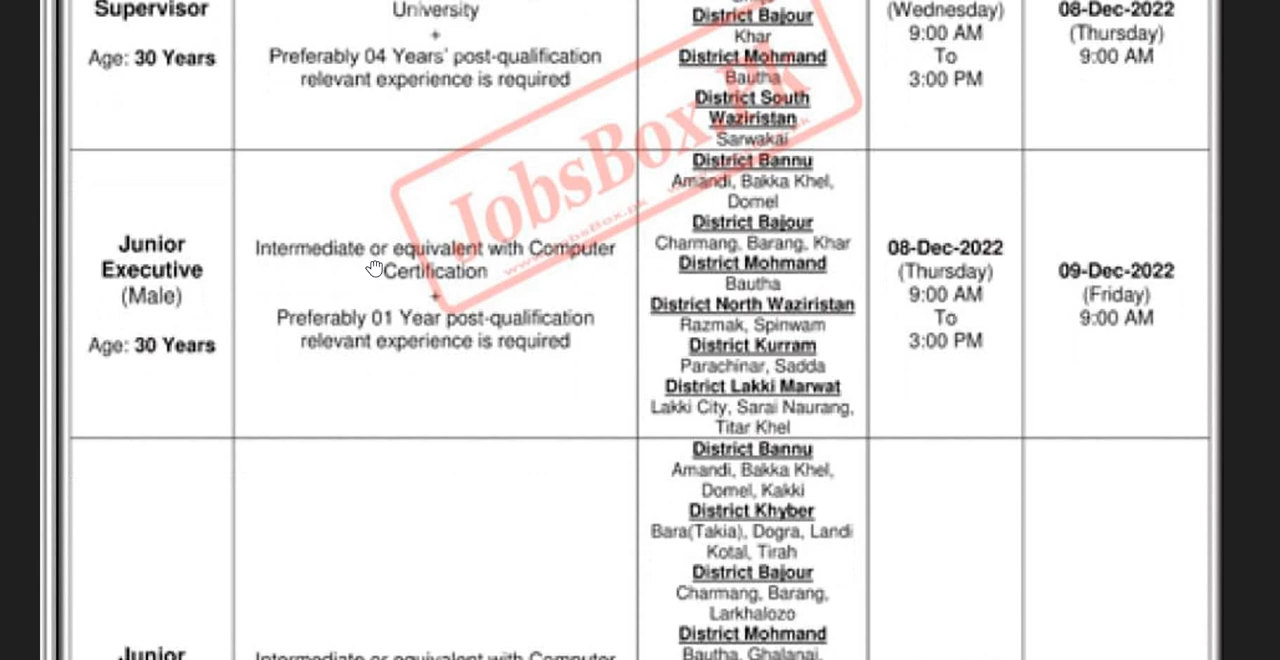 Supervisor
Age: 30 Years
University
+
Preferably 04 Years' post-qualification
relevant experience is required
District Bajour
Khar
District Mohmand
Bautha
District South
Waziristan
Sarwakai
(Wednesday)
9:00 AM
To
3:00 PM
08-Dec-2022
(Thursday)
9:00 AM
JobsBox.Pk
Junior
Executive
(Male)
Age: 30 Years
Intermediate or equivalent with Computer
Certification
+
Preferably 01 Year post-qualification
relevant experience is required
District Bannu
Amandi, Bakka Khel,
Domel
District Bajour
Charmang, Barang, Khar
District Mohmand
Bautha
District North Waziristan
Razmak, Spinwam
District Kurram
Parachinar, Sadda
District Lakki Marwat
Lakki City, Sarai Naurang,
Titar Khel
08-Dec-2022
(Thursday)
9:00 AM
To
3:00 PM
09-Dec-2022
(Friday)
9:00 AM
Junior
Intermediate or equivalent with Computer
District Bannu
Amandi, Bakka Khel,
Domel, Kakki
District Khyber
Bara(Takia), Dogra, Landi
Kotal, Tirah
District Bajour
Charmang, Barang,
Larkhalozo
District Mohmand
Bautha, Ghalanai,